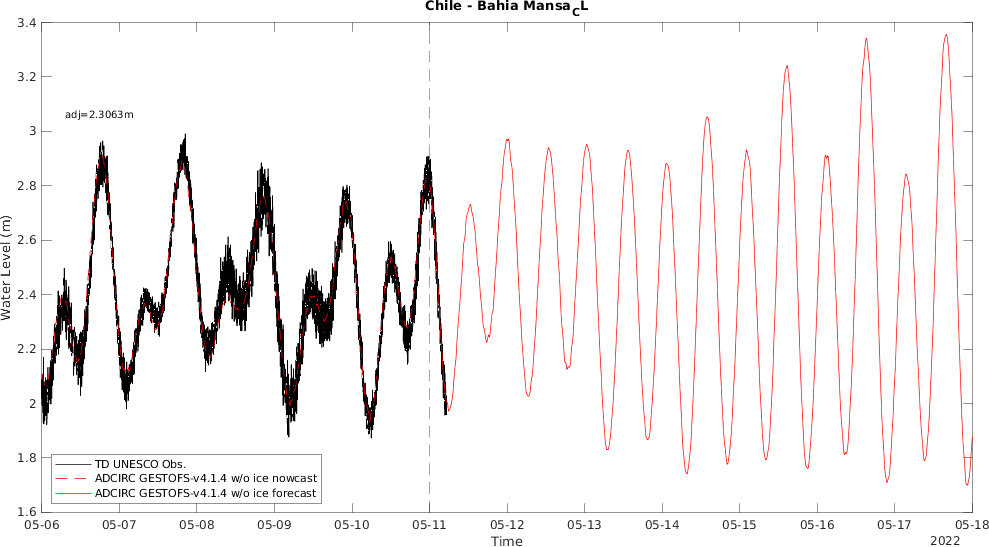 Chile - Bahia Mansa_CL
3.4
3.2
3
2.8
2.6
2.4
2.2
2
1.8
1.6
Water Level (m)
adj=2.3063m
TD UNESCO Obs.
ADCIRC GESTOFS-v4.1.4 w/o ice nowcast
ADCIRC GESTOFS-v4.1.4 w/o ice forecast
05-06 05-07 05-08 05-09 05-10 05-11 05-12 05-13 05-14 05-15 05-16 05-17 05-18
Time
2022